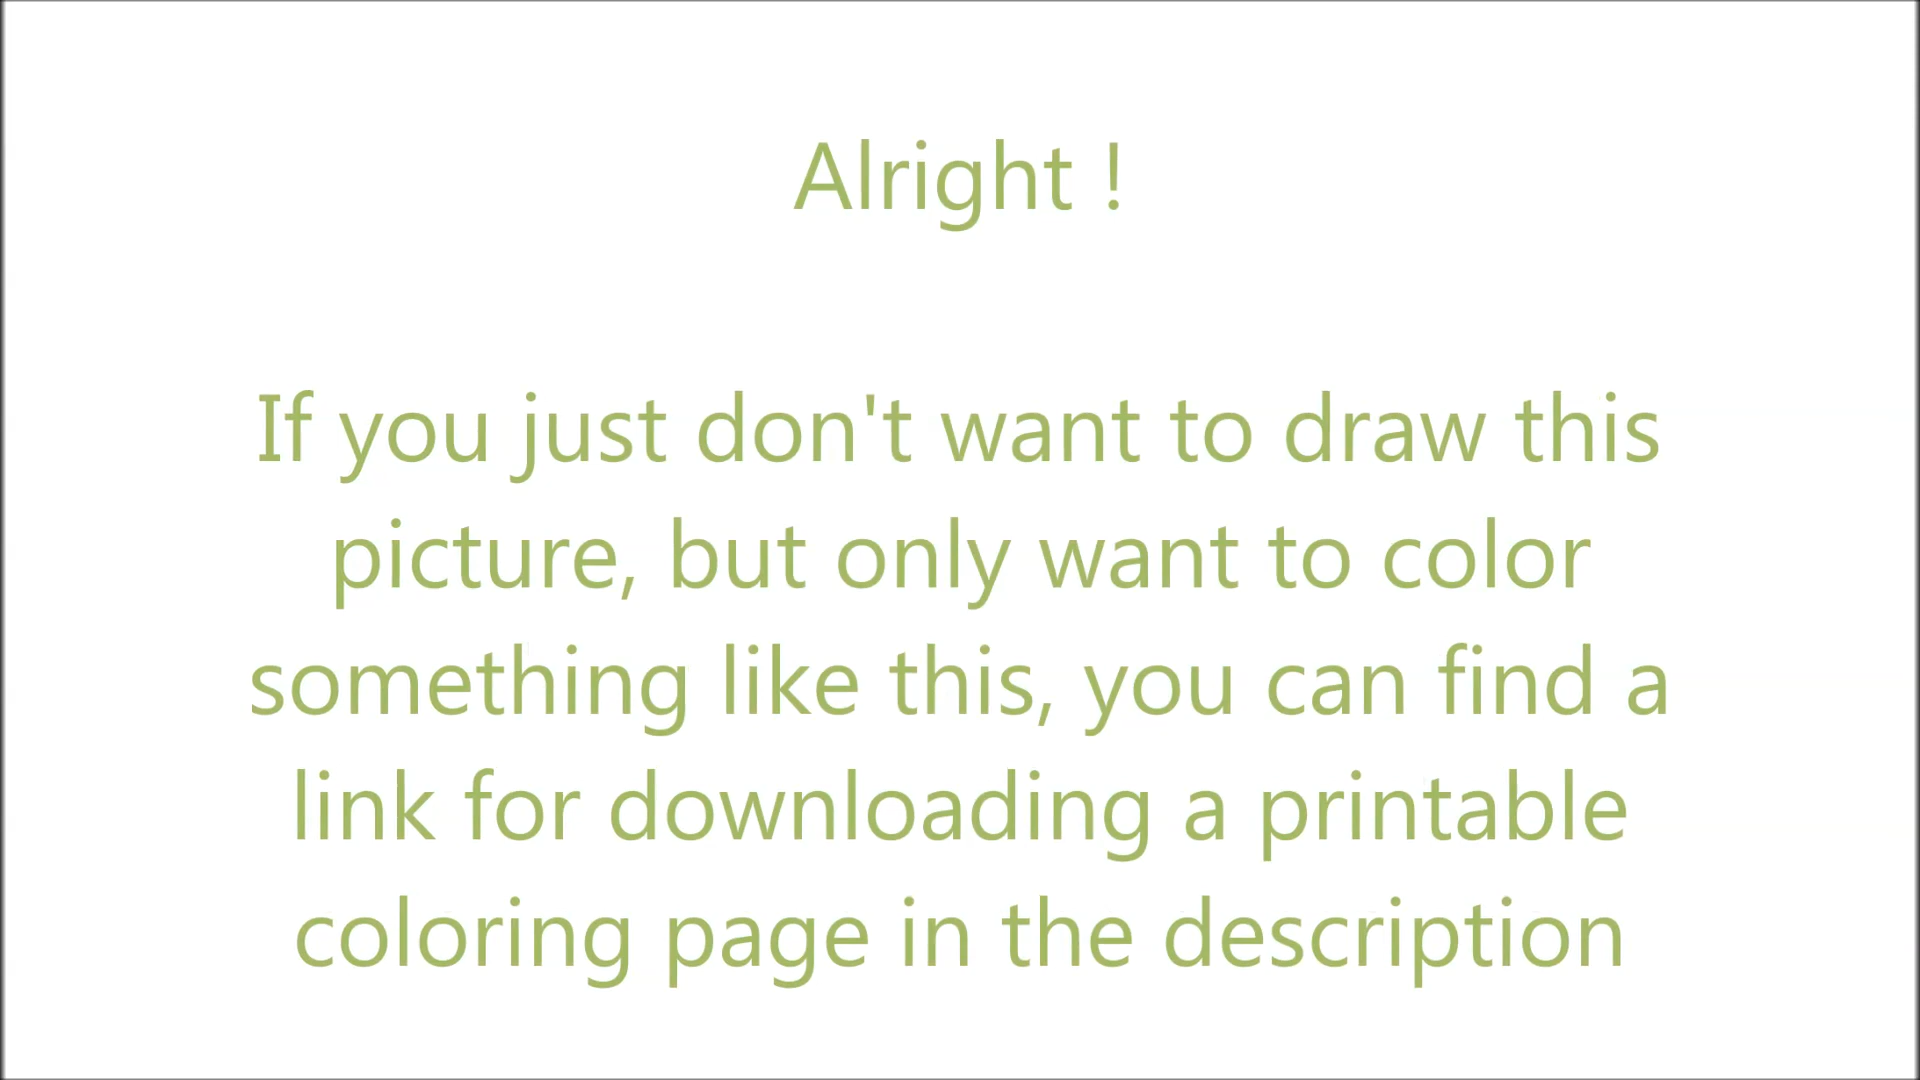 Alright !
If you just don't want to draw this
picture, but only want to color
something like this, you can find a
link for downloading a printable
coloring page in the description